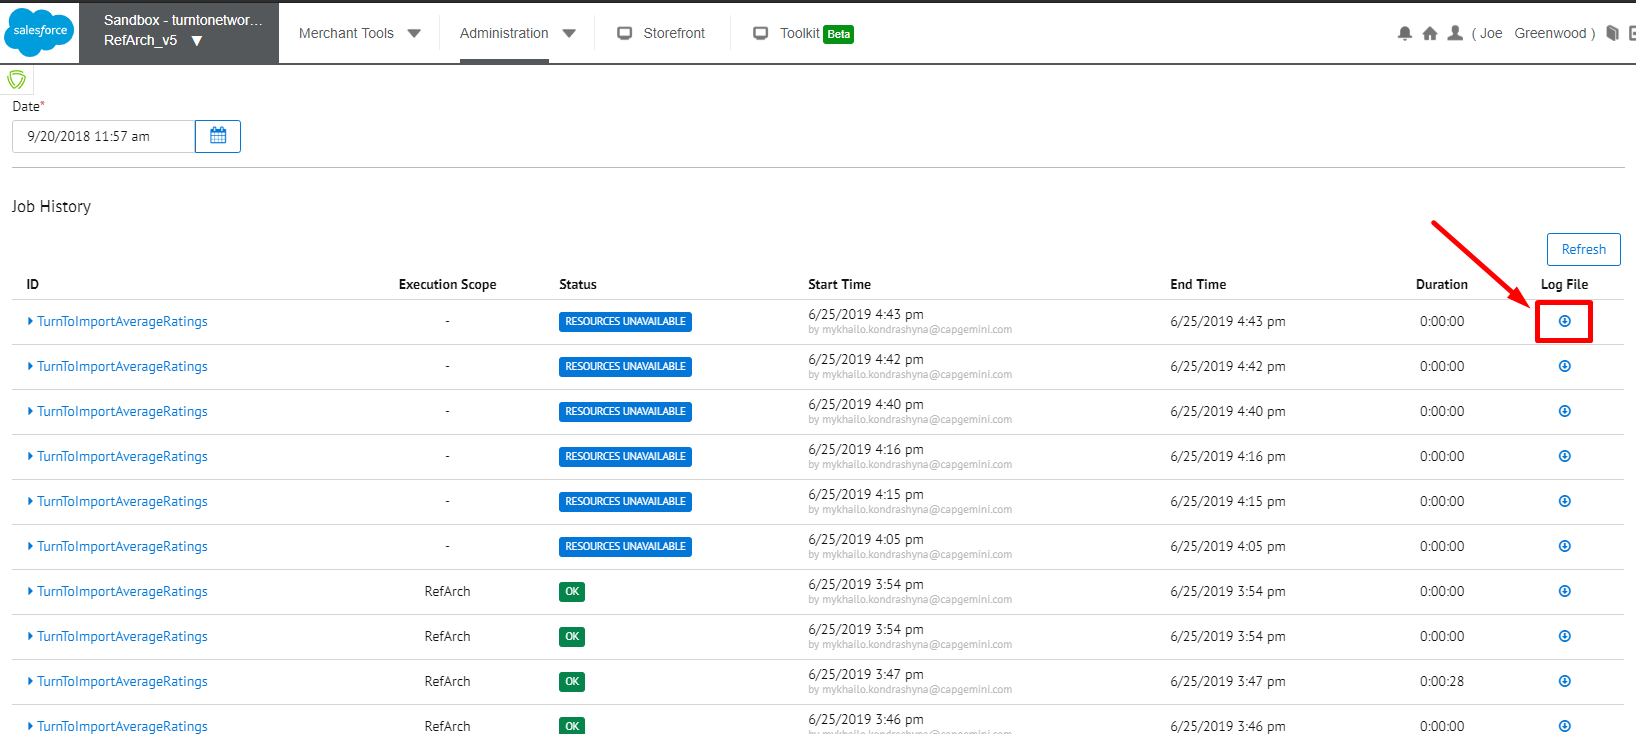 salesforce
Sandbox - turntonetwor...
RefArch_v5
Merchant Tools
Administration
Storefront
Toolkit Beta
( Joe Greenwood )
Date*
9/20/2018 11:57 am
Job History
Refresh
ID Execution Scope Status Start Time End Time Duration Log File
TurnToImportAverageRatings - RESOURCES UNAVAILABLE 6/25/2019 4:43 pm 6/25/2019 4:43 pm 0:00:00
by mykhailo.kondrashyna@capgemini.com
TurnToImportAverageRatings - RESOURCES UNAVAILABLE 6/25/2019 4:42 pm 6/25/2019 4:42 pm 0:00:00
by mykhailo.kondrashyna@capgemini.com
TurnToImportAverageRatings - RESOURCES UNAVAILABLE 6/25/2019 4:40 pm 6/25/2019 4:40 pm 0:00:00
by mykhailo.kondrashyna@capgemini.com
TurnToImportAverageRatings - RESOURCES UNAVAILABLE 6/25/2019 4:16 pm 6/25/2019 4:16 pm 0:00:00
by mykhailo.kondrashyna@capgemini.com
TurnToImportAverageRatings - RESOURCES UNAVAILABLE 6/25/2019 4:15 pm 6/25/2019 4:15 pm 0:00:00
by mykhailo.kondrashyna@capgemini.com
TurnToImportAverageRatings - RESOURCES UNAVAILABLE 6/25/2019 4:05 pm 6/25/2019 4:05 pm 0:00:00
by mykhailo.kondrashyna@capgemini.com
TurnToImportAverageRatings RefArch OK 6/25/2019 3:54 pm 6/25/2019 3:54 pm 0:00:00
by mykhailo.kondrashyna@capgemini.com
TurnToImportAverageRatings RefArch OK 6/25/2019 3:54 pm 6/25/2019 3:54 pm 0:00:00
by mykhailo.kondrashyna@capgemini.com
TurnToImportAverageRatings RefArch OK 6/25/2019 3:47 pm 6/25/2019 3:47 pm 0:00:28
by mykhailo.kondrashyna@capgemini.com
TurnToImportAverageRatings RefArch OK 6/25/2019 3:46 pm 6/25/2019 3:46 pm 0:00:00